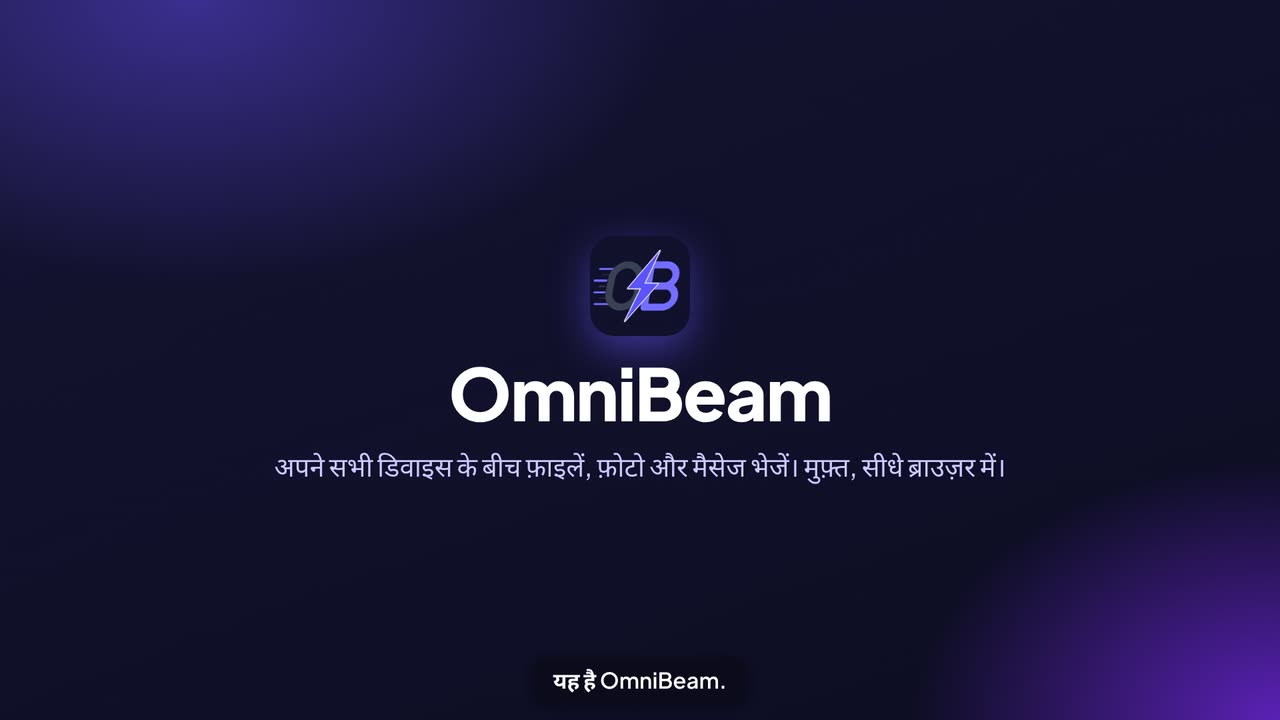 OB
OmniBeam
अपने सभी डिवाइस के बीच फ़ाइलें, फ़ोटो और मैसेज भेजें। मुफ़्त, सीधे ब्राउज़र में।
यह है OmniBeam.